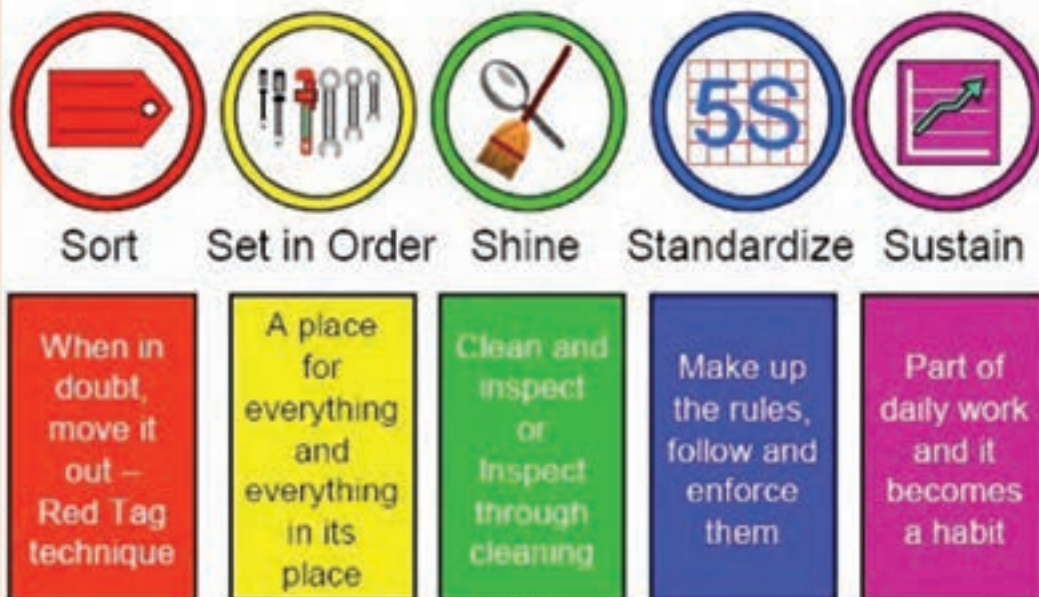 5S
Sort
Set in Order
Shine
Standardize
Sustain
When in
doubt,
move it
out –
Red Tag
technique
A place
for
everything
and
everything
in its
place
Clean and
inspect
or
Inspect
through
cleaning
Make up
the rules,
follow and
enforce
them
Part of
daily work
and it
becomes
a habit